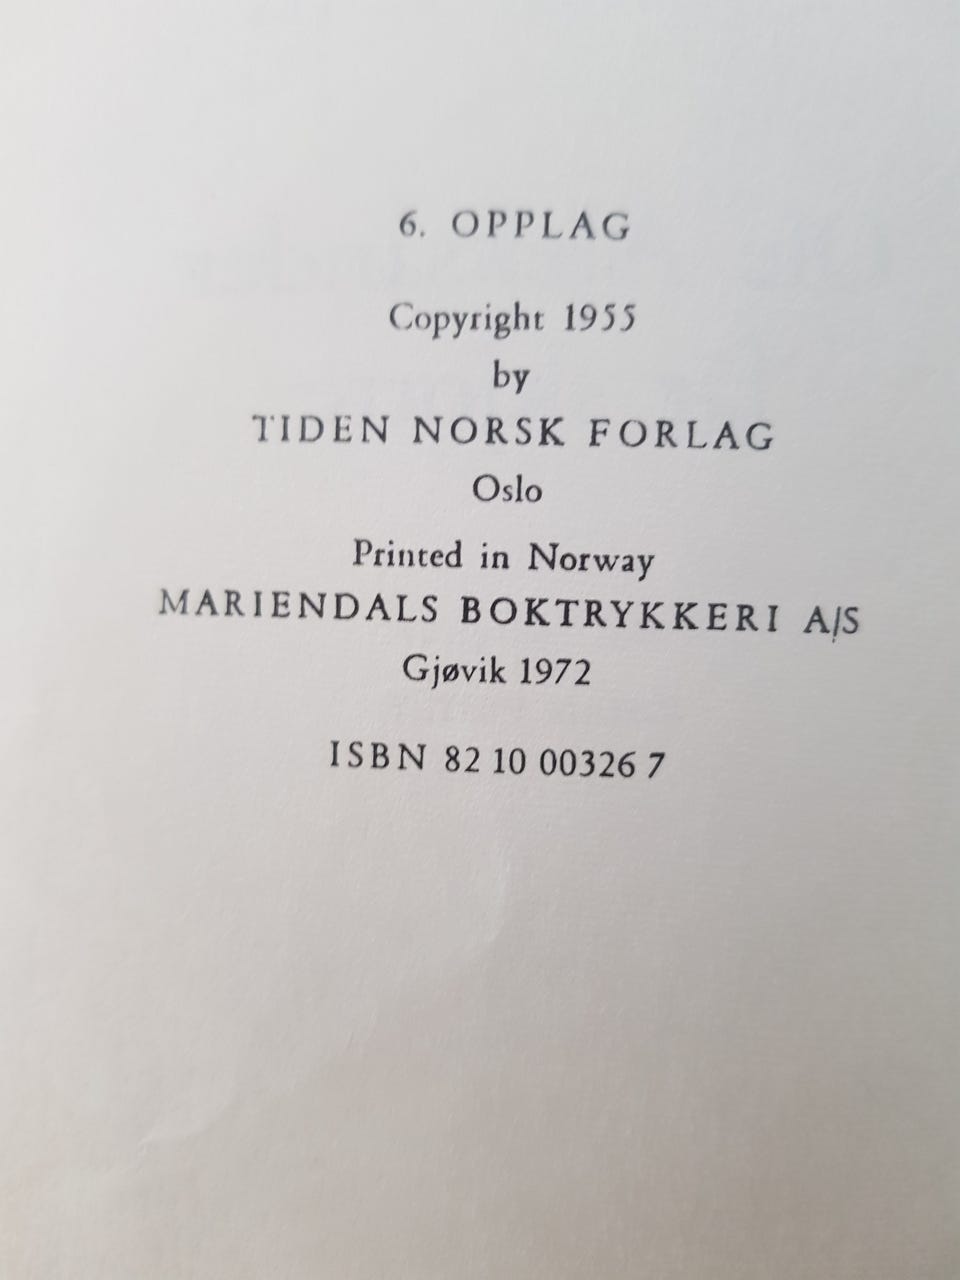 6. OPPLAG
Copyright 1955
by
TIDEN NORSK FORLAG
Oslo
Printed in Norway
MARIENDALS BOKTRYKKERI A/S
Gjøvik 1972
ISBN 82 10 00326 7